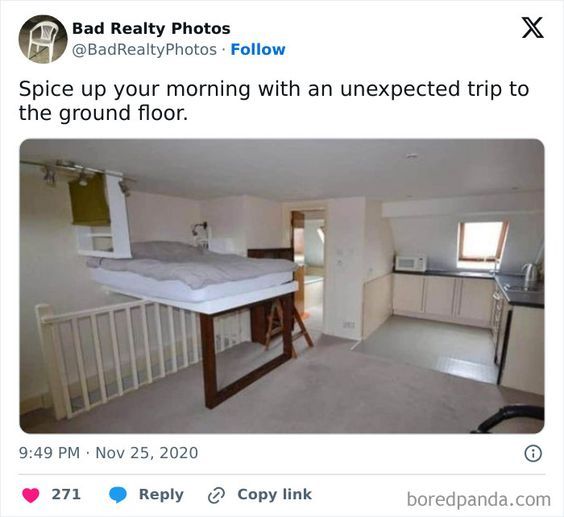 Bad Realty Photos
@BadRealtyPhotos · Follow
Spice up your morning with an unexpected trip to
the ground floor.
9:49 PM · Nov 25, 2020
271 Reply Copy link
boredpanda.com